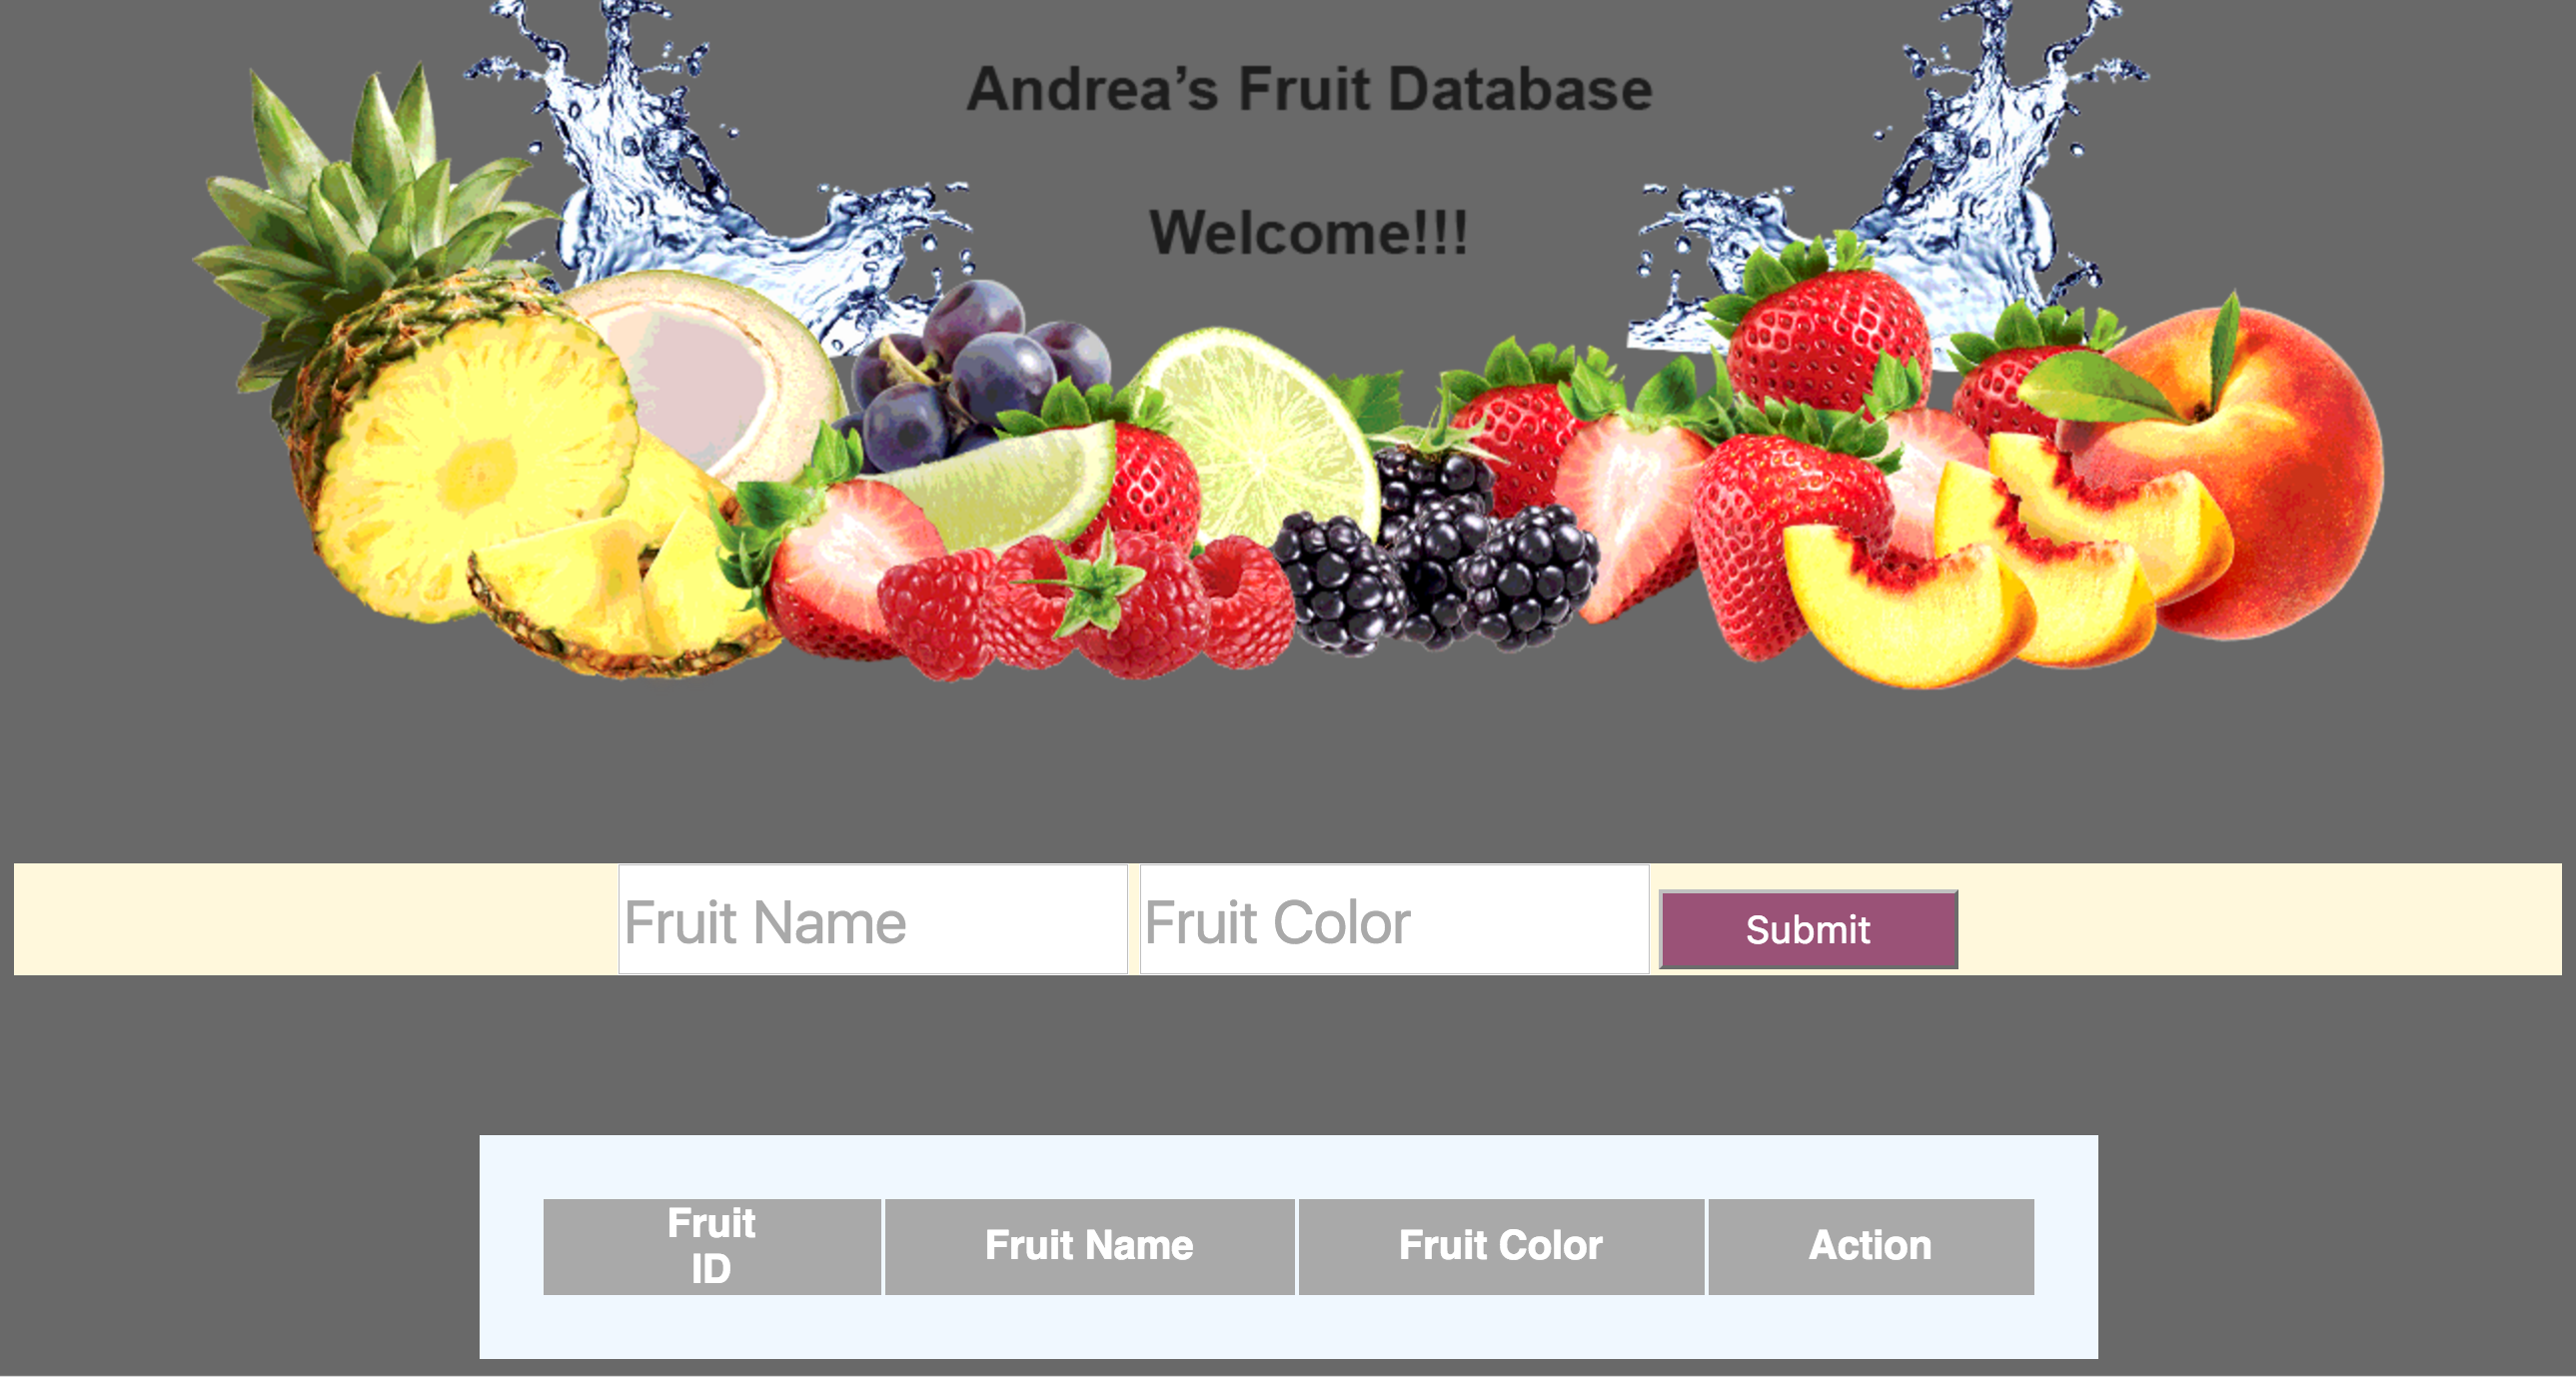 Andrea’s Fruit Database
Welcome!!!
Fruit Name
Fruit Color
Submit
Fruit
ID
Fruit Name
Fruit Color
Action